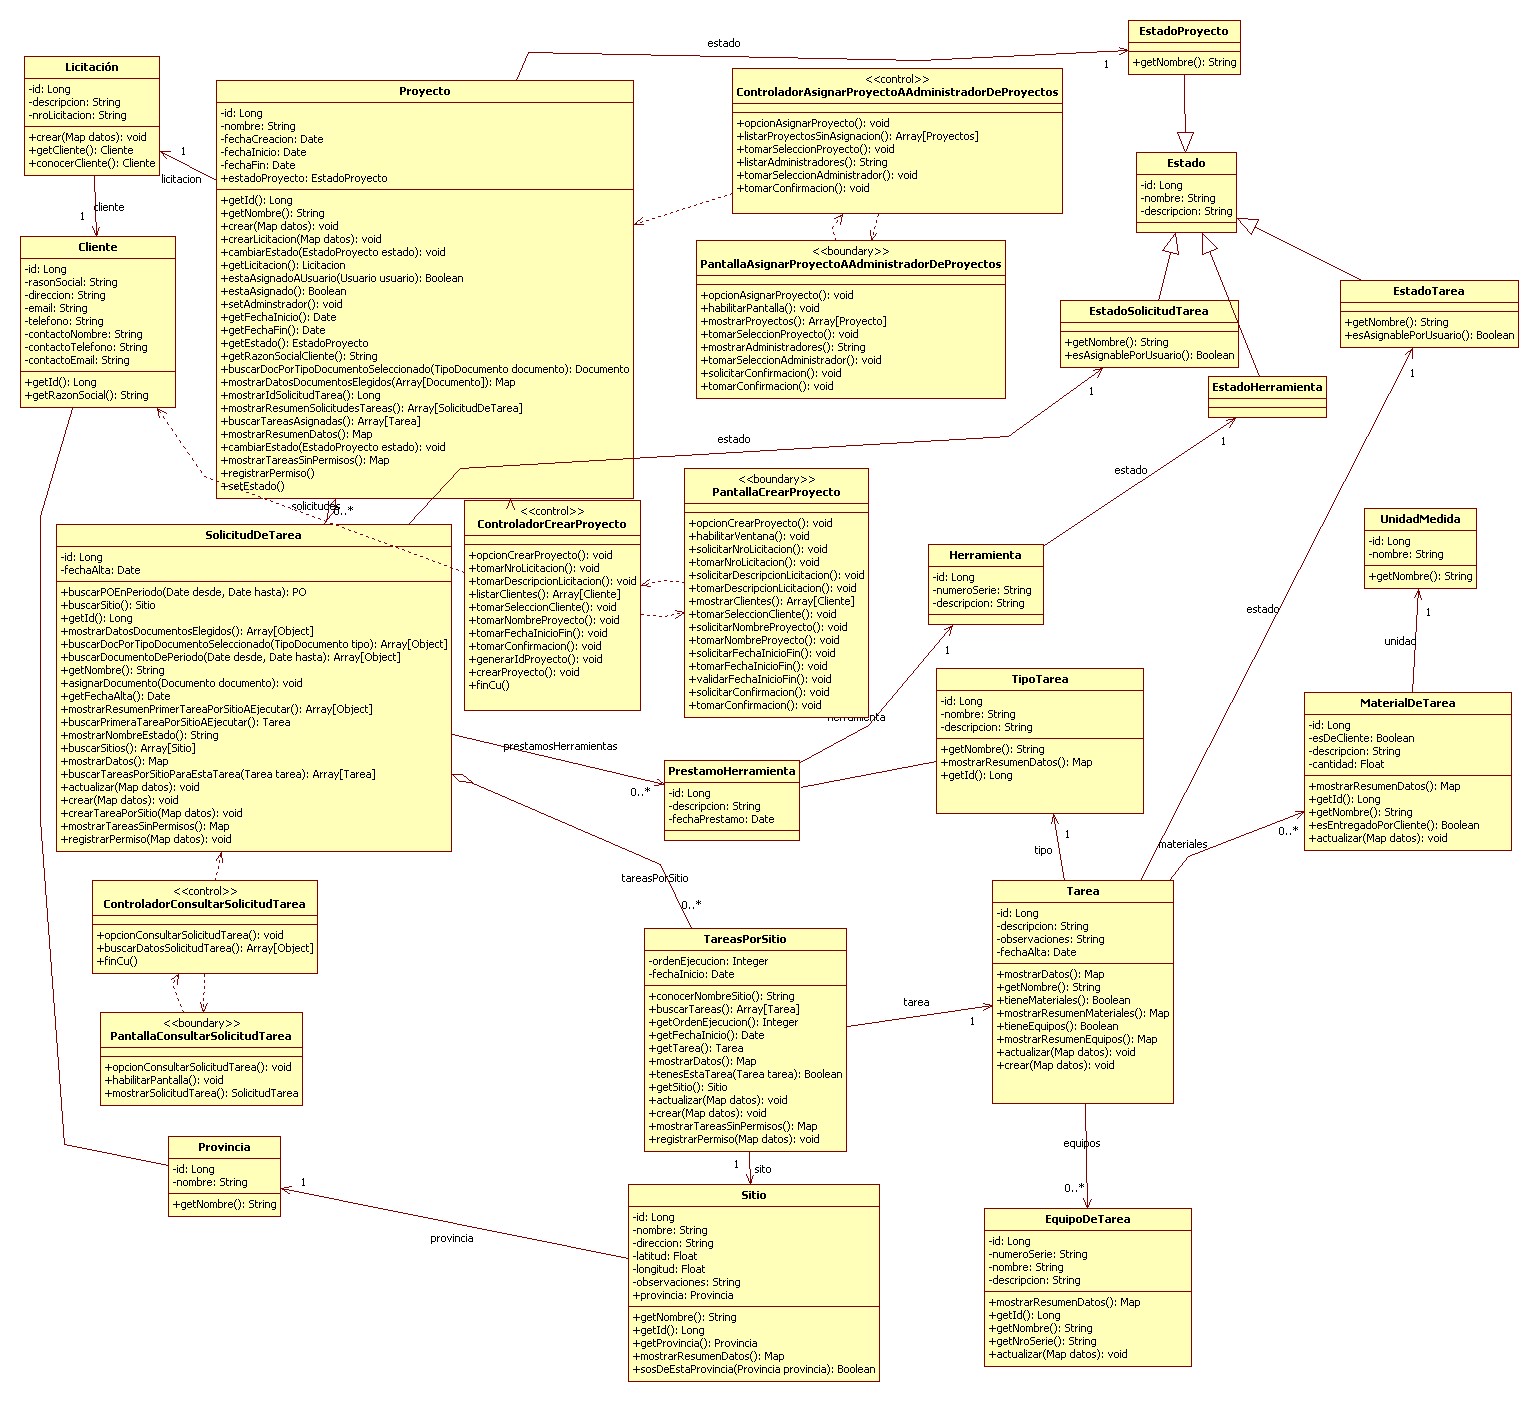 EstadoProyecto
+getNombre(): String
estado
1
Licitación
-id: Long
-descripcion: String
-nroLicitacion: String
+crear(Map datos): void
+getCliente(): Cliente
+conocerCliente(): Cliente
1
licitacion
Proyecto
-id: Long
-nombre: String
-fechaCreacion: Date
-fechaInicio: Date
-fechaFin: Date
+estadoProyecto: EstadoProyecto
+getId(): Long
+getNombre(): String
+crear(Map datos): void
+crearLicitacion(Map datos): void
+cambiarEstado(EstadoProyecto estado): void
+getLicitacion(): Licitacion
+estaAsignadoAUsuario(Usuario usuario): Boolean
+estaAsignado(): Boolean
+setAdminstrador(): void
+getFechaInicio(): Date
+getFechaFin(): Date
+getEstado(): EstadoProyecto
+getRazonSocialCliente(): String
+buscarDocPorTipoDocumentoSeleccionado(TipoDocumento documento): Documento
+mostrarDatosDocumentosElegidos(Array[Documento]): Map
+mostrarIdSolicitudTarea(): Long
+mostrarResumenSolicitudesTareas(): Array[SolicitudDeTarea]
+buscarTareasAsignadas(): Array[Tarea]
+mostrarResumenDatos(): Map
+cambiarEstado(EstadoProyecto estado): void
+mostrarTareasSinPermisos(): Map
+registrarPermiso()
+setEstado()
<<control>>
ControladorAsignarProyectoAAdministradorDeProyectos
+opcionAsignarProyecto(): void
+listarProyectosSinAsignacion(): Array[Proyectos]
+tomarSeleccionProyecto(): void
+listarAdministradores(): String
+tomarSeleccionAdministrador(): void
+tomarConfirmacion(): void
<<boundary>>
PantallaAsignarProyectoAAdministradorDeProyectos
+opcionAsignarProyecto(): void
+habilitarPantalla(): void
+mostrarProyectos(): Array[Proyecto]
+tomarSeleccionProyecto(): void
+mostrarAdministradores(): String
+tomarSeleccionAdministrador(): void
+solicitarConfirmacion(): void
+tomarConfirmacion(): void
Estado
-id: Long
-nombre: String
-descripcion: String
cliente
1
Cliente
-id: Long
-rasonSocial: String
-direccion: String
-email: String
-telefono: String
-contactoNombre: String
-contactoTelefono: String
-contactoEmail: String
+getId(): Long
+getRazonSocial(): String
EstadoSolicitudTarea
+getNombre(): String
+esAsignablePorUsuario(): Boolean
EstadoTarea
+getNombre(): String
+esAsignablePorUsuario(): Boolean
EstadoHerramienta
1
1
1
estado
estado
solicitudes
0..*
SolicitudDeTarea
-id: Long
-fechaAlta: Date
+buscarPOEnPeriodo(Date desde, Date hasta): PO
+buscarSitio(): Sitio
+getId(): Long
+mostrarDatosDocumentosElegidos(): Array[Object]
+buscarDocPorTipoDocumentoSeleccionado(TipoDocumento tipo): Array[Object]
+buscarDocumentoDePeriodo(Date desde, Date hasta): Array[Object]
+getNombre(): String
+asignarDocumento(Documento documento): void
+getFechaAlta(): Date
+mostrarResumenPrimerTareaPorSitioAEjecutar(): Array[Object]
+buscarPrimeraTareaPorSitioAEjecutar(): Tarea
+mostrarNombreEstado(): String
+buscarSitios(): Array[Sitio]
+mostrarDatos(): Map
+buscarTareasPorSitioParaEstaTarea(Tarea tarea): Array[Tarea]
+actualizar(Map datos): void
+crear(Map datos): void
+crearTareaPorSitio(Map datos): void
+mostrarTareasSinPermisos(): Map
+registrarPermiso(Map datos): void
<<control>>
ControladorCrearProyecto
+opcionCrearProyecto(): void
+tomarNroLicitacion(): void
+tomarDescripcionLicitacion(): void
+listarClientes(): Array[Cliente]
+tomarSeleccionCliente(): void
+tomarNombreProyecto(): void
+tomarFechaInicioFin(): void
+tomarConfirmacion(): void
+generarIdProyecto(): void
+crearProyecto(): void
+finCu()
<<boundary>>
PantallaCrearProyecto
+opcionCrearProyecto(): void
+habilitarVentana(): void
+solicitarNroLicitacion(): void
+tomarNroLicitacion(): void
+solicitarDescripcionLicitacion(): void
+tomarDescripcionLicitacion(): void
+mostrarClientes(): Array[Cliente]
+tomarSeleccionCliente(): void
+solicitarNombreProyecto(): void
+tomarNombreProyecto(): void
+solicitarFechaInicioFin(): void
+tomarFechaInicioFin(): void
+validarFechaInicioFin(): void
+solicitarConfirmacion(): void
+tomarConfirmacion(): void
Herramienta
-id: Long
-numeroSerie: String
-descripcion: String
1
herramienta
UnidadMedida
-id: Long
-nombre: String
+getNombre(): String
1
unidad
estado
TipoTarea
-id: Long
-nombre: String
-descripcion: String
+getNombre(): String
+mostrarResumenDatos(): Map
+getId(): Long
1
tipo
MaterialDeTarea
-id: Long
-esDeCliente: Boolean
-descripcion: String
-cantidad: Float
+mostrarResumenDatos(): Map
+getId(): Long
+getNombre(): String
+esEntregadoPorCliente(): Boolean
+actualizar(Map datos): void
materiales
0..*
prestamosHerramientas
0..*
PrestamoHerramienta
-id: Long
-descripcion: String
-fechaPrestamo: Date
tareasPorSitio
0..*
<<control>>
ControladorConsultarSolicitudTarea
+opcionConsultarSolicitudTarea(): void
+buscarDatosSolicitudTarea(): Array[Object]
+finCu()
<<boundary>>
PantallaConsultarSolicitudTarea
+opcionConsultarSolicitudTarea(): void
+habilitarPantalla(): void
+mostrarSolicitudTarea(): SolicitudTarea
TareasPorSitio
-ordenEjecucion: Integer
-fechaInicio: Date
+conocerNombreSitio(): String
+buscarTareas(): Array[Tarea]
+getOrdenEjecucion(): Integer
+getFechaInicio(): Date
+getTarea(): Tarea
+mostrarDatos(): Map
+tenesEstaTarea(Tarea tarea): Boolean
+getSitio(): Sitio
+actualizar(Map datos): void
+crear(Map datos): void
+mostrarTareasSinPermisos(): Map
+registrarPermiso(Map datos): void
tarea
1
Tarea
-id: Long
-descripcion: String
-observaciones: String
-fechaAlta: Date
+mostrarDatos(): Map
+getNombre(): String
+tieneMateriales(): Boolean
+mostrarResumenMateriales(): Map
+tieneEquipos(): Boolean
+mostrarResumenEquipos(): Map
+actualizar(Map datos): void
+crear(Map datos): void
equipos
0..*
Provincia
-id: Long
-nombre: String
+getNombre(): String
1
provincia
1
sito
Sitio
-id: Long
-nombre: String
-direccion: String
-latitud: Float
-longitud: Float
-observaciones: String
+provincia: Provincia
+getNombre(): String
+getId(): Long
+getProvincia(): Provincia
+mostrarResumenDatos(): Map
+sosDeEstaProvincia(Provincia provincia): Boolean
EquipoDeTarea
-id: Long
-numeroSerie: String
-nombre: String
-descripcion: String
+mostrarResumenDatos(): Map
+getId(): Long
+getNombre(): String
+getNroSerie(): String
+actualizar(Map datos): void